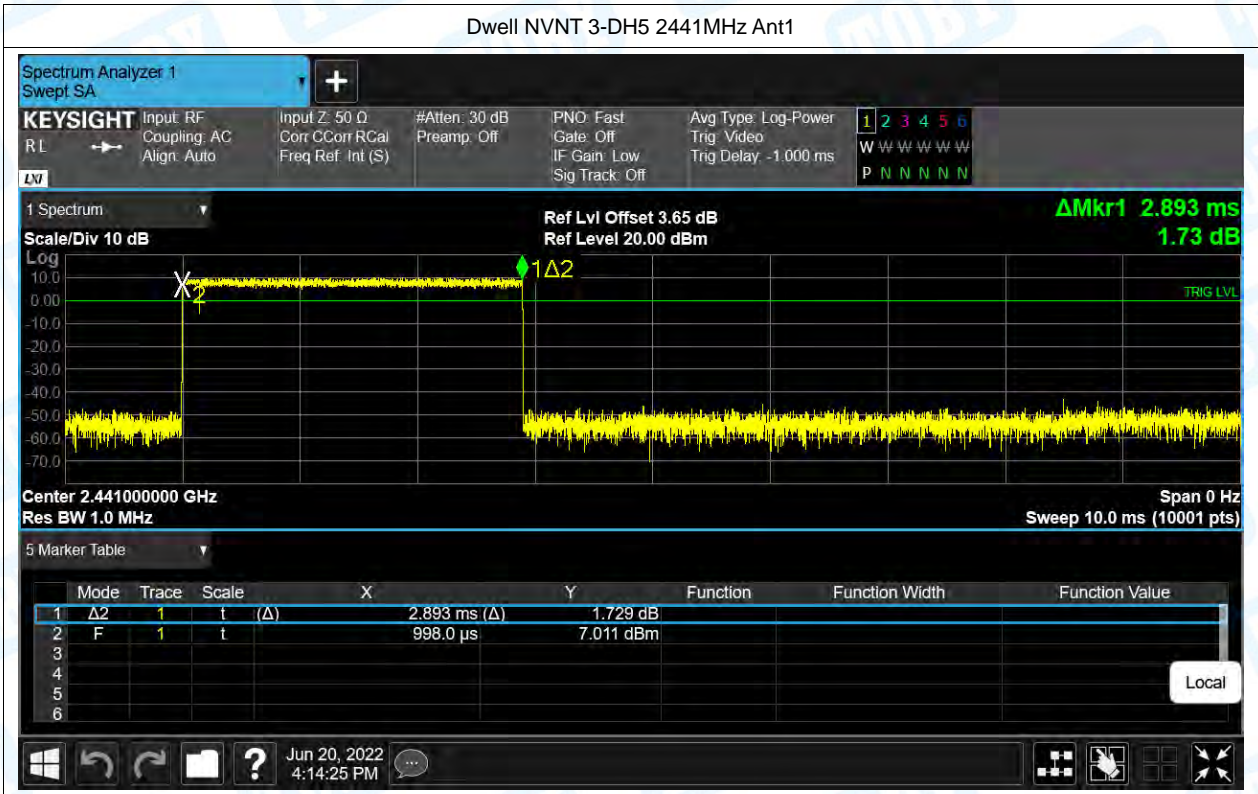 Dwell NVNT 3-DH5 2441MHz Ant1
Spectrum Analyzer 1
Swept SA
+
KEYSIGHT Input: RF Input Z: 50 Ω #Atten: 30 dB PNO: Fast Avg Type: Log-Power 1 2 3 4 5 6
RL Coupling: AC Corr CCorr RCal Preamp: Off Gate: Off Trig: Video W W W W W W
Align: Auto Freq Ref: Int (S) IF Gain: Low Trig Delay: -1.000 ms
LXI Sig Track: Off P N N N N N
1 Spectrum Ref Lvl Offset 3.65 dB ΔMkr1 2.893 ms
Scale/Div 10 dB Ref Level 20.00 dBm 1.73 dB
Log
10.0
0.00
-10.0
-20.0
-30.0
-40.0
-50.0
-60.0
-70.0
2
1Δ2
TRIG LVL
Center 2.441000000 GHz Span 0 Hz
Res BW 1.0 MHz Sweep 10.0 ms (10001 pts)
5 Marker Table
Mode Trace Scale X Y Function Function Width Function Value
1 Δ2 1 t (Δ) 2.893 ms (Δ) 1.729 dB
2 F 1 t 998.0 µs 7.011 dBm
3
4
5
6
Local
? Jun 20, 2022
4:14:25 PM
TOBY